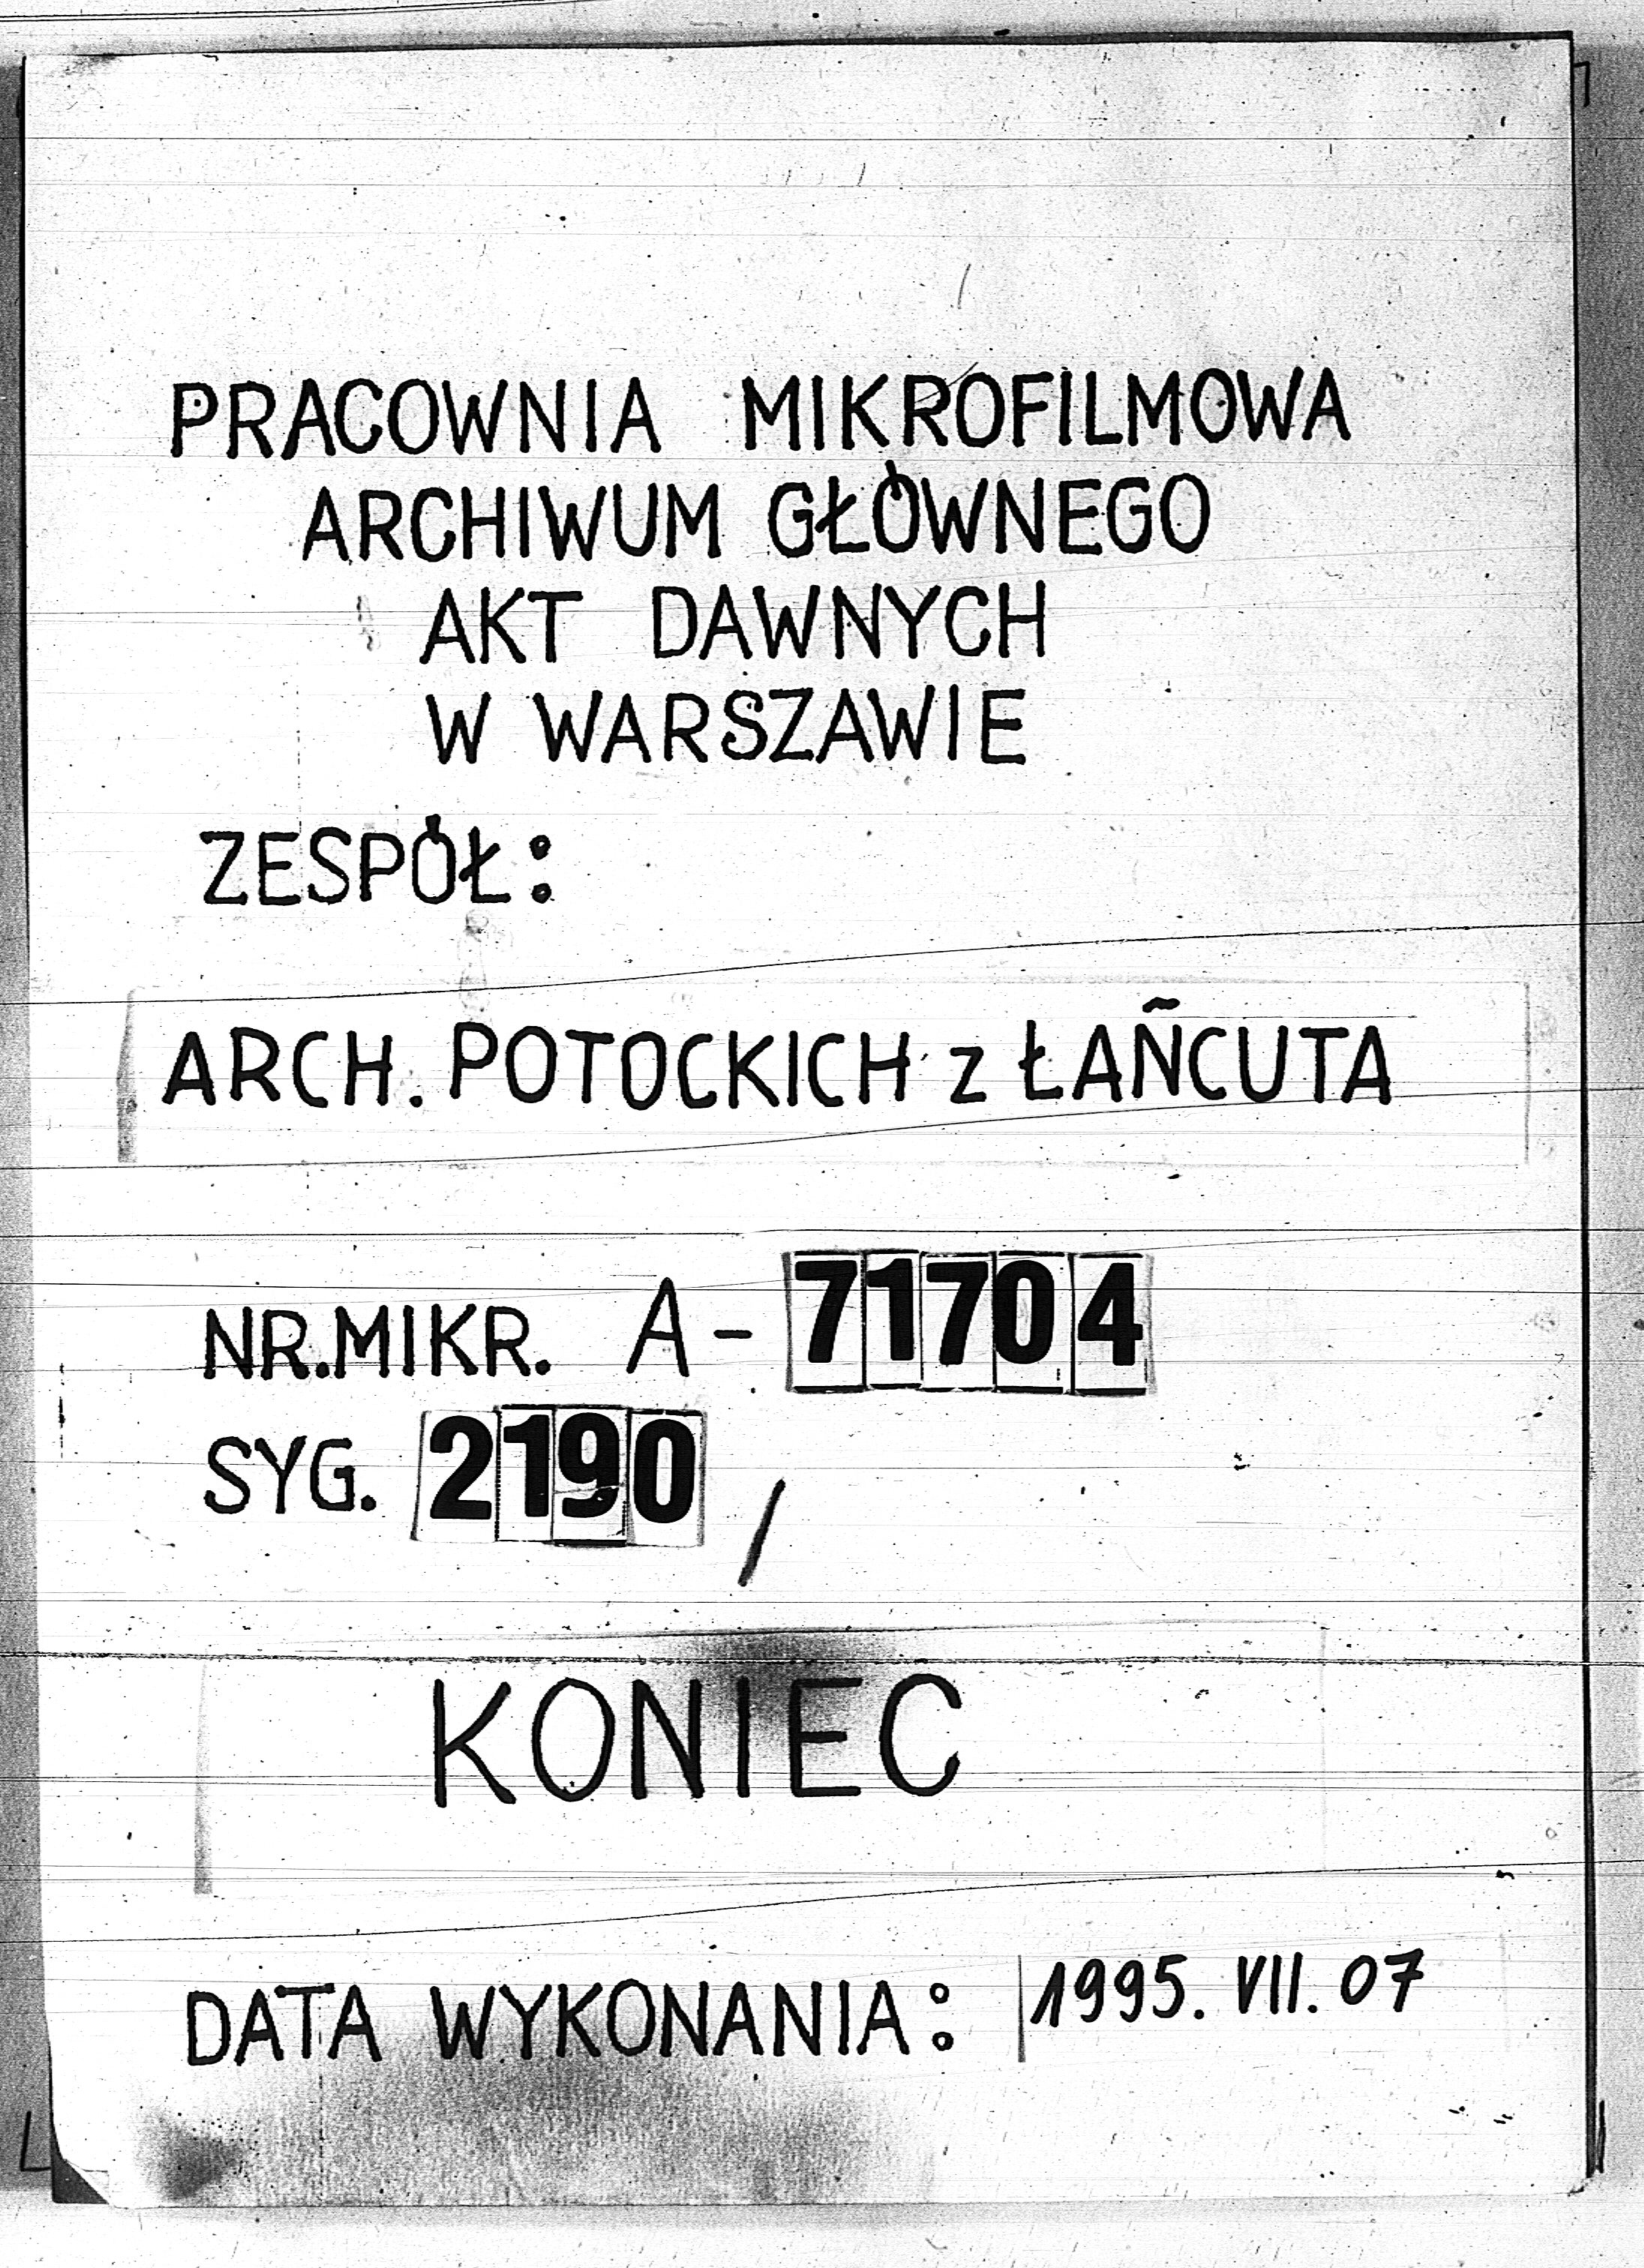 PRACOWNIA MIKROFILMOWA
ARCHIWUM GŁÓWNEGO
AKT DAWNYCH
W WARSZAWIE
ZESPÓŁ:
ARCH. POTOCKICH z ŁAŃCUTA
NR. MIKR. A-71704
SYG. 2190 /
KONIEC
DATA WYKONANIA: 1995. VII. 07